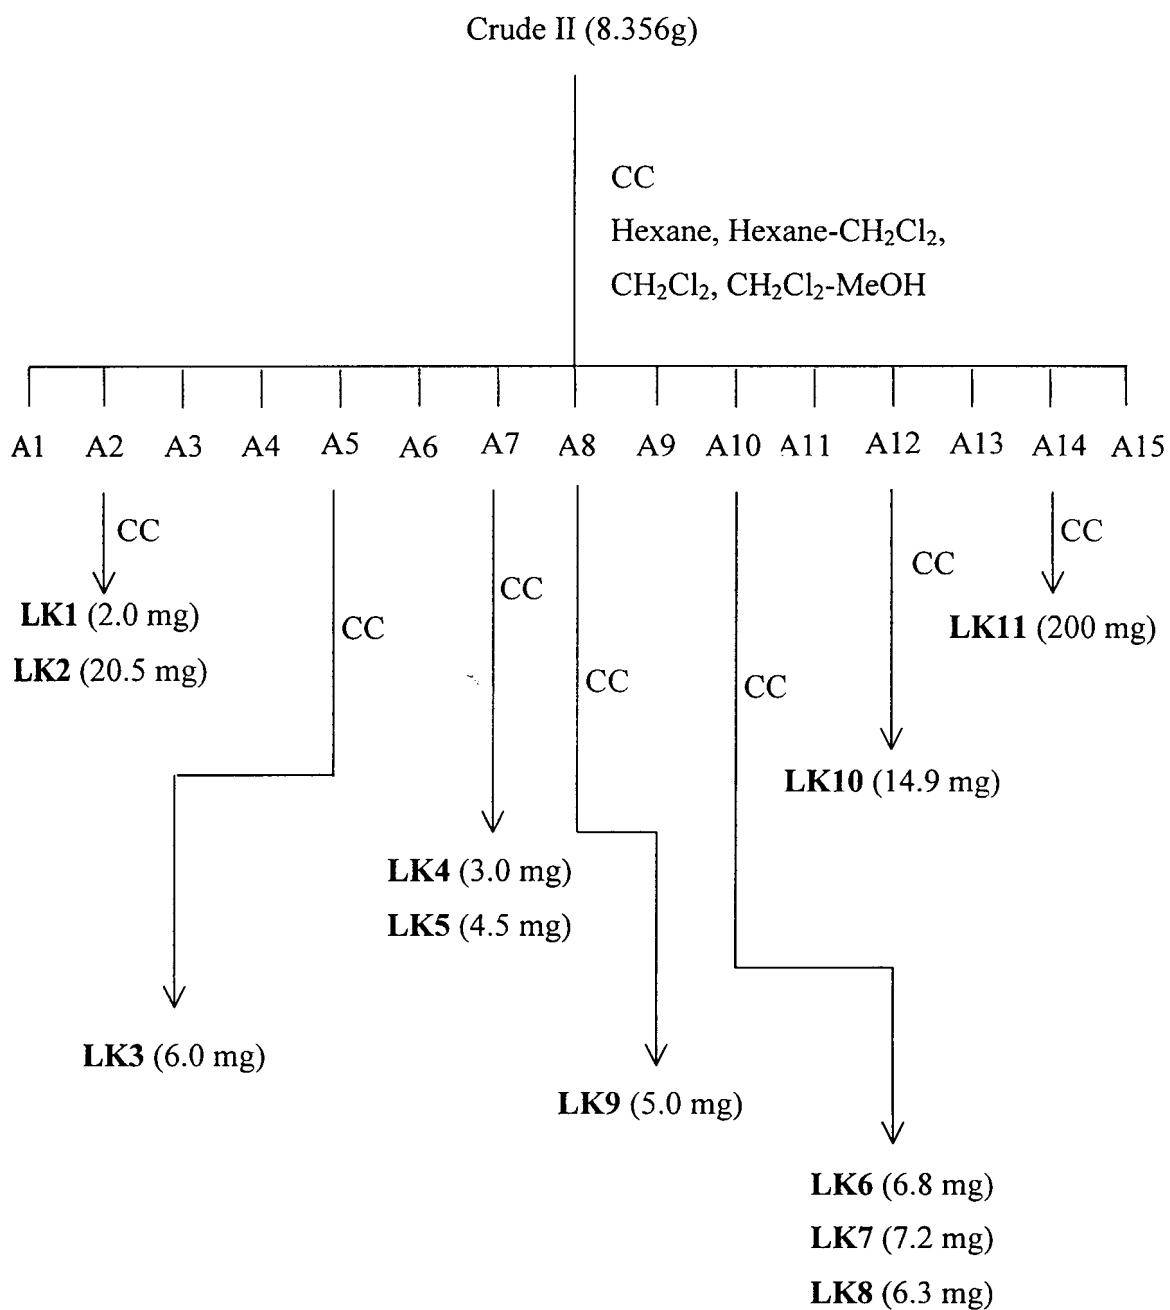 Crude II (8.356g)
CC
Hexane, Hexane-CH₂Cl₂,
CH₂Cl₂, CH₂Cl₂-MeOH
A1 A2 A3 A4 A5 A6 A7 A8 A9 A10 A11 A12 A13 A14 A15
CC
LK1 (2.0 mg)
LK2 (20.5 mg)
CC
LK3 (6.0 mg)
CC
LK4 (3.0 mg)
LK5 (4.5 mg)
CC
LK9 (5.0 mg)
CC
LK6 (6.8 mg)
LK7 (7.2 mg)
LK8 (6.3 mg)
CC
LK10 (14.9 mg)
CC
LK11 (200 mg)